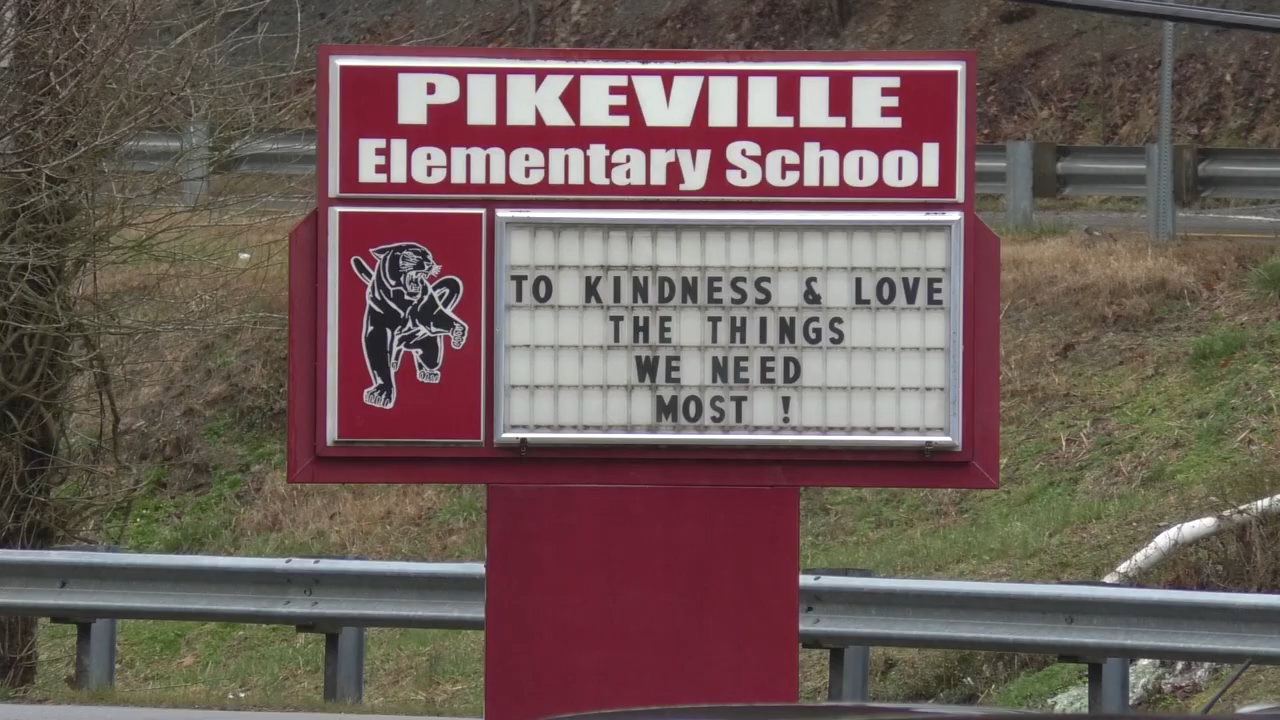 PIKEVILLE
Elementary School
TO KINDNESS & LOVE
THE THINGS
WE NEED
MOST !